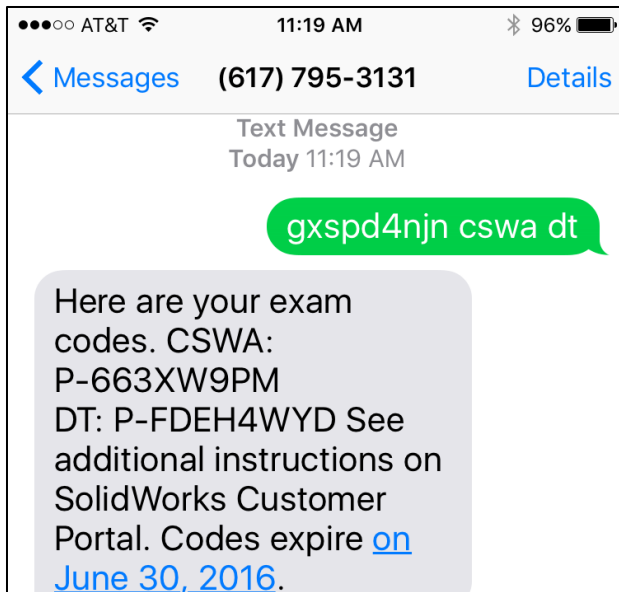 AT&T 11:19 AM 96%
Messages (617) 795-3131 Details
Text Message
Today 11:19 AM
gxspd4njn cswa dt
Here are your exam
codes. CSWA:
P-663XW9PM
DT: P-FDEH4WYD See
additional instructions on
SolidWorks Customer
Portal. Codes expire on
June 30, 2016.